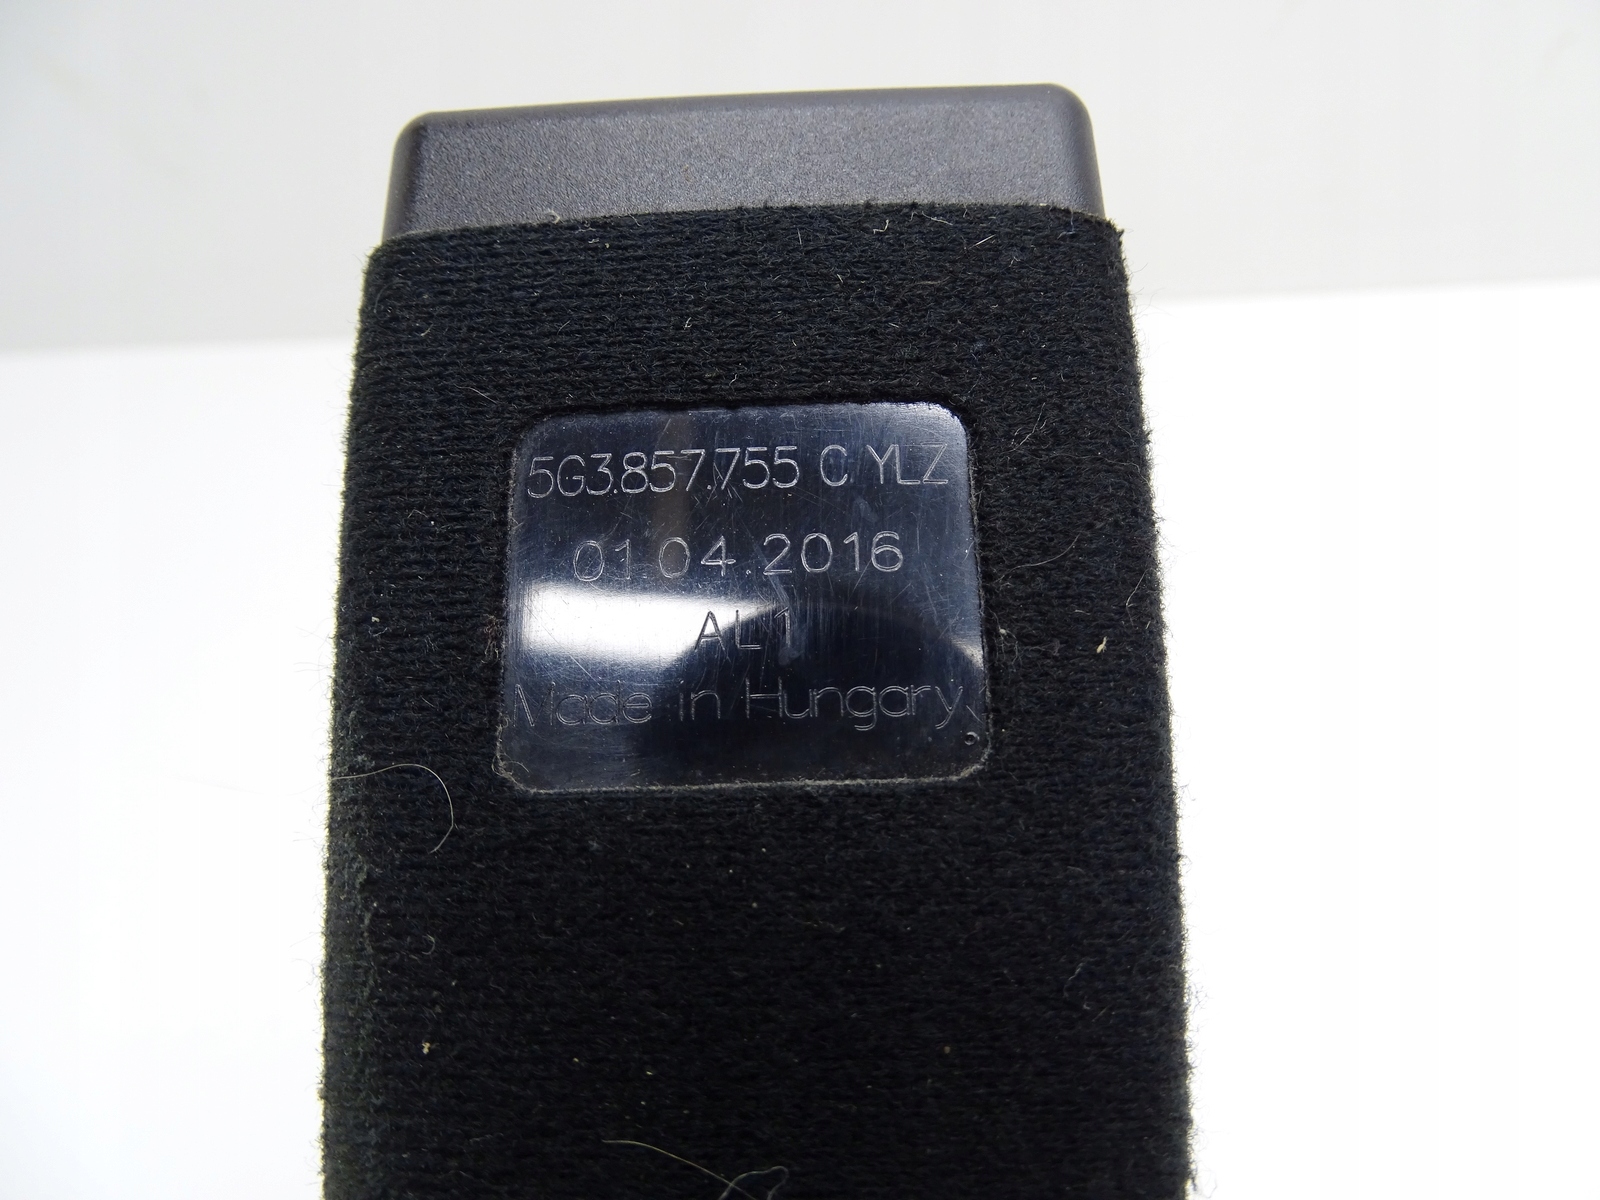 5G3.857.755 C YLZ
01.04.2016
AL1
Made in Hungary